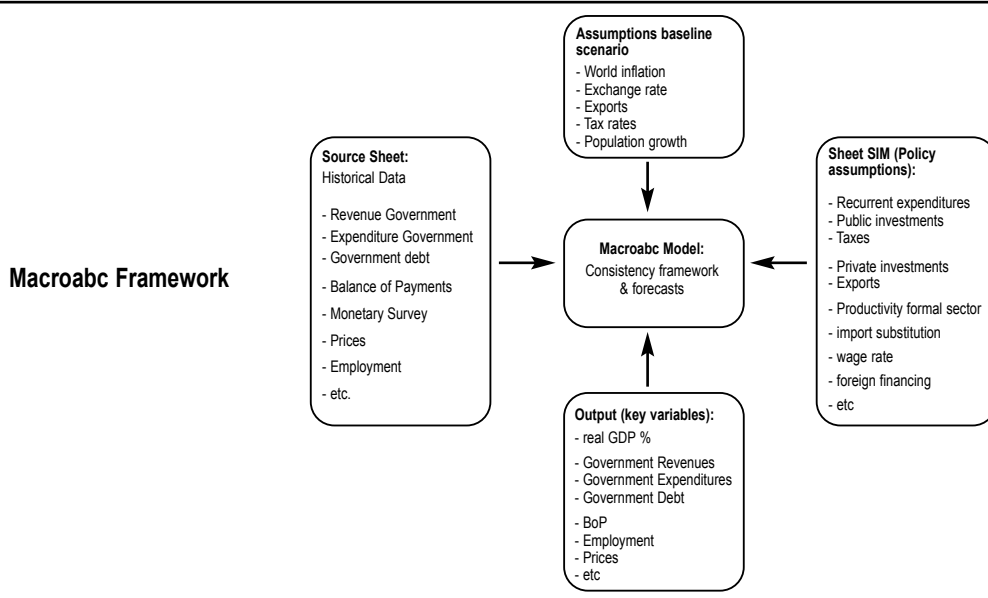 Macroabc Framework
Assumptions baseline
scenario
- World inflation
- Exchange rate
- Exports
- Tax rates
- Population growth
Source Sheet:
Historical Data
- Revenue Government
- Expenditure Government
- Government debt
- Balance of Payments
- Monetary Survey
- Prices
- Employment
- etc.
Macroabc Model:
Consistency framework
& forecasts
Sheet SIM (Policy
assumptions):
- Recurrent expenditures
- Public investments
- Taxes
- Private investments
- Exports
- Productivity formal sector
- import substitution
- wage rate
- foreign financing
- etc
Output (key variables):
- real GDP %
- Government Revenues
- Government Expenditures
- Government Debt
- BoP
- Employment
- Prices
- etc